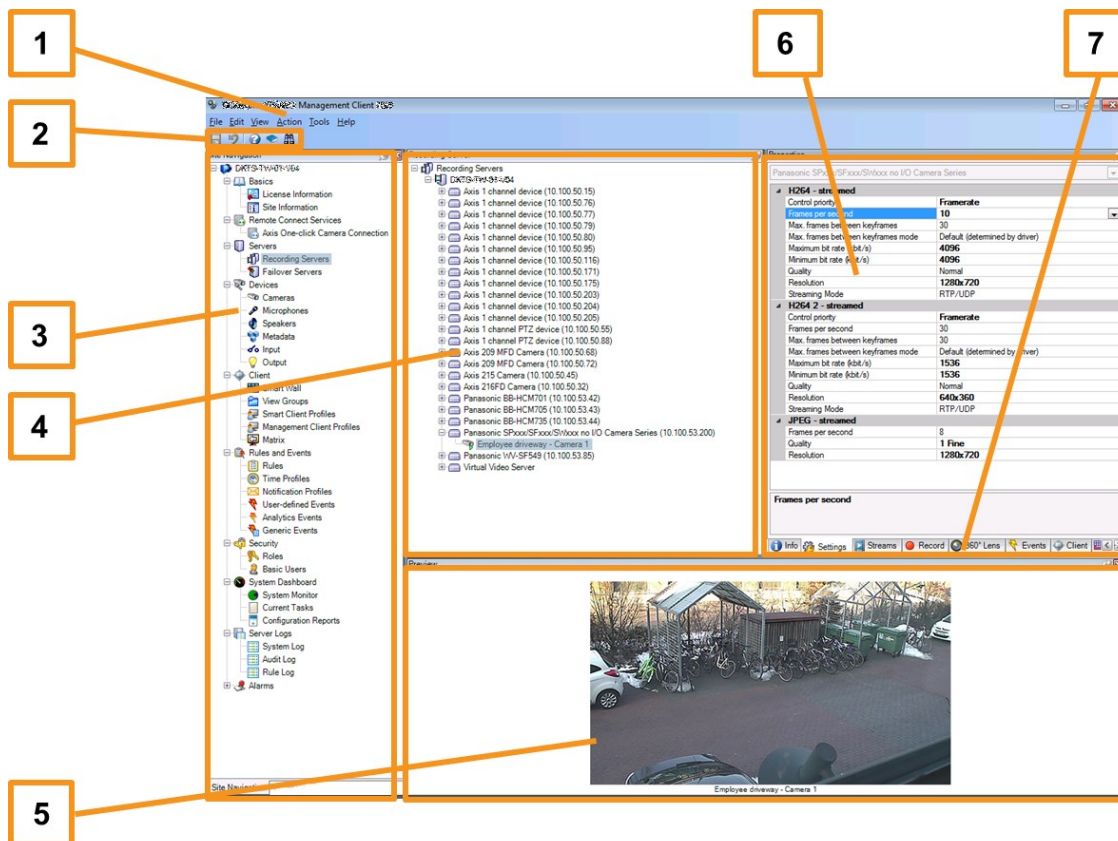 1
6
7
2
Management Client
File Edit View Action Tools Help
Site Navigation
Basics
License Information
Site Information
Remote Connect Services
Axis One-click Camera Connection
Servers
Recording Servers
Failover Servers
Devices
Cameras
Microphones
Speakers
Metadata
Input
Output
Client
Smart Wall
View Groups
Smart Client Profiles
Management Client Profiles
Matrix
Rules and Events
Rules
Time Profiles
Notification Profiles
User-defined Events
Analytics Events
Generic Events
Security
Roles
Basic Users
System Dashboard
System Monitor
Current Tasks
Configuration Reports
Server Logs
System Log
Audit Log
Rule Log
Alarms
Site Navigation
3
4
5
Recording Server
Recording Servers
Axis 1 channel device (10.100.50.15)
Axis 1 channel device (10.100.50.76)
Axis 1 channel device (10.100.50.77)
Axis 1 channel device (10.100.50.79)
Axis 1 channel device (10.100.50.80)
Axis 1 channel device (10.100.50.95)
Axis 1 channel device (10.100.50.116)
Axis 1 channel device (10.100.50.171)
Axis 1 channel device (10.100.50.175)
Axis 1 channel device (10.100.50.203)
Axis 1 channel device (10.100.50.204)
Axis 1 channel device (10.100.50.205)
Axis 1 channel PTZ device (10.100.50.55)
Axis 1 channel PTZ device (10.100.50.88)
Axis 209 MFD Camera (10.100.50.68)
Axis 209 MFD Camera (10.100.50.72)
Axis 215 Camera (10.100.50.45)
Axis 216FD Camera (10.100.50.32)
Panasonic BB-HCM701 (10.100.53.42)
Panasonic BB-HCM705 (10.100.53.43)
Panasonic BB-HCM735 (10.100.53.44)
Panasonic SPxxx/SFxxx/SWxxx no I/O Camera Series (10.100.53.200)
Employee driveway - Camera 1
Panasonic WV-SF549 (10.100.53.85)
Virtual Video Server
Properties
Panasonic SPxxx/SFxxx/SWxxx no I/O Camera Series
H264 - streamed
Control priority Framerate
Frames per second 10
Max. frames between keyframes 30
Max. frames between keyframes mode Default (determined by driver)
Maximum bit rate (kbit/s) 4096
Minimum bit rate (kbit/s) 4096
Quality Normal
Resolution 1280x720
Streaming Mode RTP/UDP
H264 2 - streamed
Control priority Framerate
Frames per second 30
Max. frames between keyframes 30
Max. frames between keyframes mode Default (determined by driver)
Maximum bit rate (kbit/s) 1536
Minimum bit rate (kbit/s) 1536
Quality Normal
Resolution 640x360
Streaming Mode RTP/UDP
JPEG - streamed
Frames per second 8
Quality 1 Fine
Resolution 1280x720
Frames per second
Info Settings Streams Record 360° Lens Events Client
Preview
Employee driveway - Camera 1